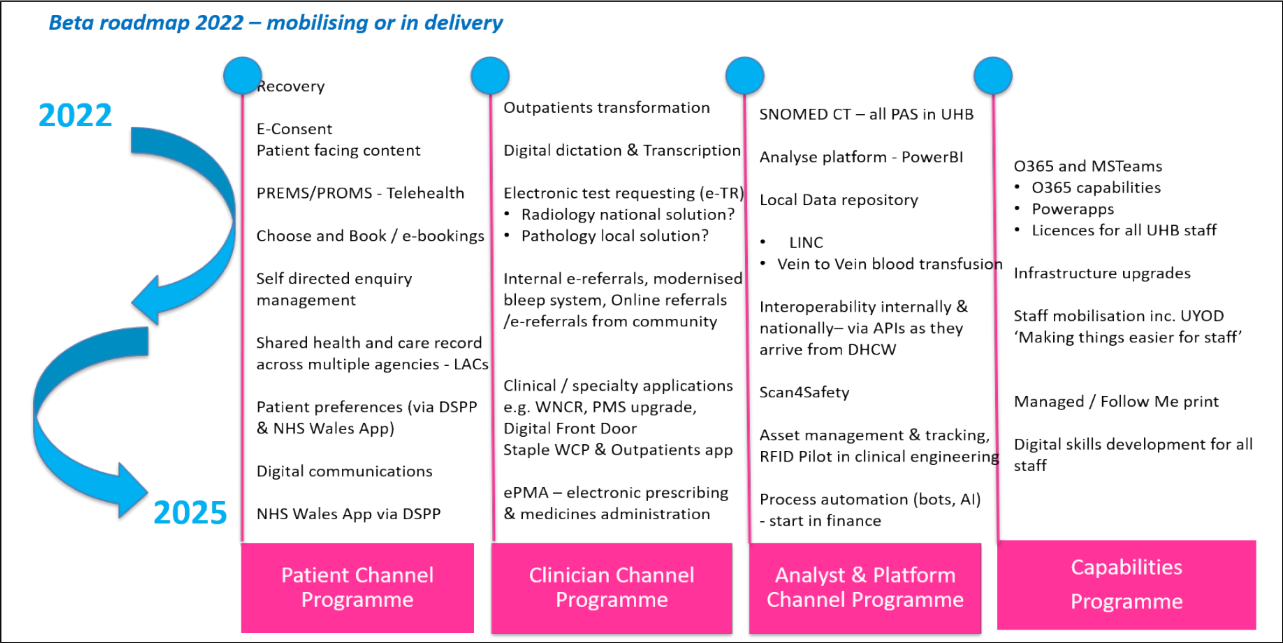 Beta roadmap 2022 – mobilising or in delivery
2022
2025
Recovery
E-Consent
Patient facing content
PREMS/PROMS - Telehealth
Choose and Book / e-bookings
Self directed enquiry
management
Shared health and care record
across multiple agencies - LACs
Patient preferences (via DSPP
& NHS Wales App)
Digital communications
NHS Wales App via DSPP
Patient Channel
Programme
Outpatients transformation
Digital dictation & Transcription
Electronic test requesting (e-TR)
• Radiology national solution?
• Pathology local solution?
Internal e-referrals, modernised
bleep system, Online referrals
/e-referrals from community
Clinical / specialty applications
e.g. WNCR, PMS upgrade,
Digital Front Door
Staple WCP & Outpatients app
ePMA – electronic prescribing
& medicines administration
Clinician Channel
Programme
SNOMED CT – all PAS in UHB
Analyse platform - PowerBI
Local Data repository
• LINC
• Vein to Vein blood transfusion
Interoperability internally &
nationally– via APIs as they
arrive from DHCW
Scan4Safety
Asset management & tracking,
RFID Pilot in clinical engineering
Process automation (bots, AI)
- start in finance
Analyst & Platform
Channel Programme
O365 and MSTeams
• O365 capabilities
• Powerapps
• Licences for all UHB staff
Infrastructure upgrades
Staff mobilisation inc. UYOD
‘Making things easier for staff’
Managed / Follow Me print
Digital skills development for all
staff
Capabilities
Programme